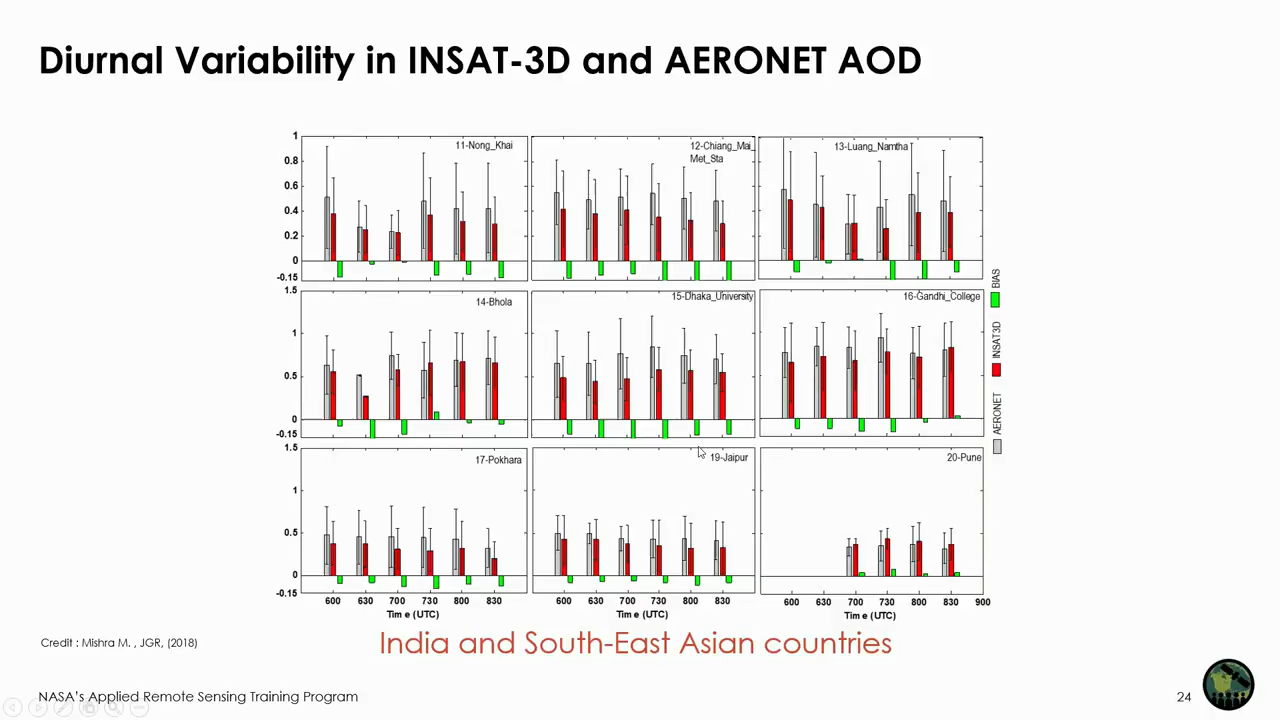 Diurnal Variability in INSAT-3D and AERONET AOD
1
0.8
0.6
0.4
0.2
0
-0.15
11-Nong_Khai
12-Chiang_Mai
Met_Sta
13-Luang_Namtha
1.5
1
0.5
0
-0.15
14-Bhola
15-Dhaka_University
16-Gandhi_College
1.5
1
0.5
0
-0.15
17-Pokhara
19-Jaipur
20-Pune
600 630 700 730 800 830
600 630 700 730 800 830
600 630 700 730 800 830 900
Time (UTC)
Time (UTC)
Time (UTC)
AERONET INSAT3D BIAS
India and South-East Asian countries
Credit : Mishra M. , JGR, (2018)
NASA's Applied Remote Sensing Training Program
24